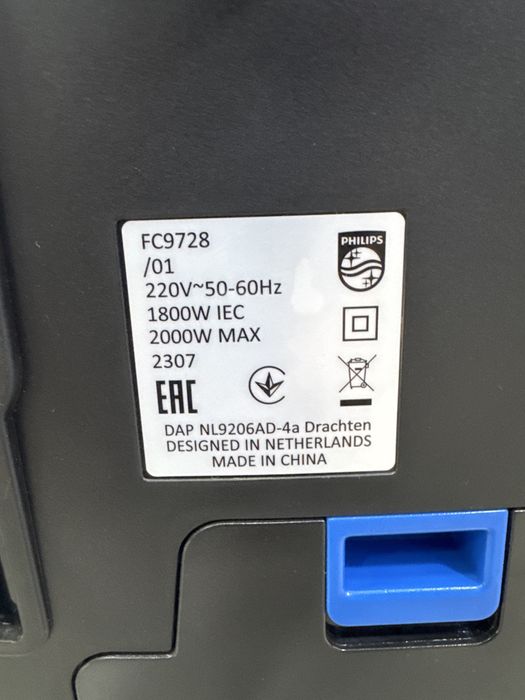 FC9728
/01
220V~50-60Hz
1800W IEC
2000W MAX
2307
PHILIPS
EAC
DAP NL9206AD-4a Drachten
DESIGNED IN NETHERLANDS
MADE IN CHINA